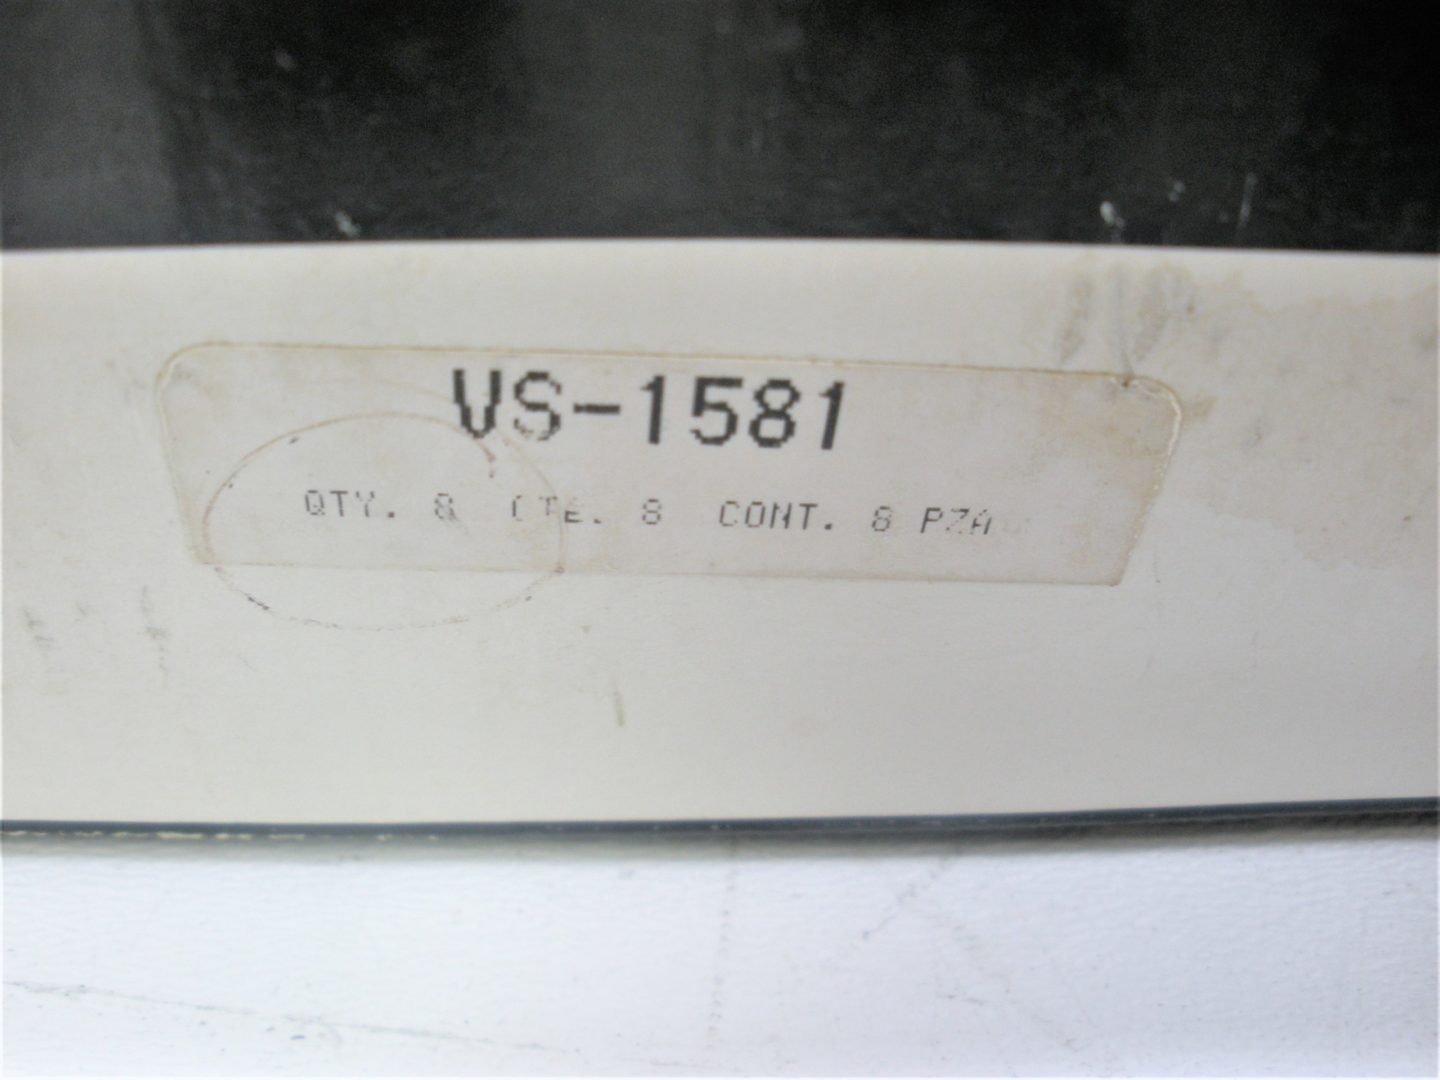 VS-1581
QTY. 8 CTE. 8 CONT. 8 PZA